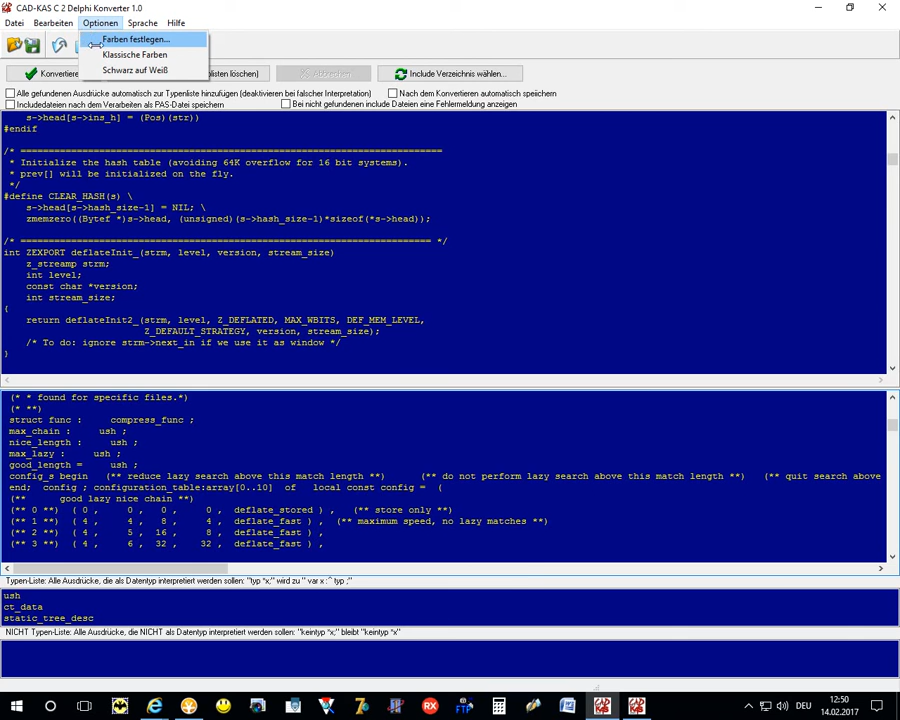 CAD-KAS C 2 Delphi Konverter 1.0
Datei Bearbeiten Optionen Sprache Hilfe
Farben festlegen...
Klassische Farben
Schwarz auf Weiß
Konvertiere listen löschen) Abbrechen Include Verzeichnis wählen...
Alle gefundenen Ausdrücke automatisch zur Typenliste hinzufügen (deaktivieren bei falscher Interpretation) Nach dem Konvertieren automatisch speichern
Includedateien nach dem Verarbeiten als PAS-Datei speichern Bei nicht gefundenen include Dateien eine Fehlermeldung anzeigen
s->head[s->ins_h] = (Pos)(str))
#endif
/* =====================================================================
* Initialize the hash table (avoiding 64K overflow for 16 bit systems).
* prev[] will be initialized on the fly.
*/
#define CLEAR_HASH(s) \
s->head[s->hash_size-1] = NIL; \
zmemzero((Bytef *)s->head, (unsigned)(s->hash_size-1)*sizeof(*s->head));
/* =================================================================== */
int ZEXPORT deflateInit_(strm, level, version, stream_size)
z_streamp strm;
int level;
const char *version;
int stream_size;
{
return deflateInit2_(strm, level, Z_DEFLATED, MAX_WBITS, DEF_MEM_LEVEL,
Z_DEFAULT_STRATEGY, version, stream_size);
/* To do: ignore strm->next_in if we use it as window */
}
(* * found for specific files.*)
(* **)
struct func : compress_func ;
max_chain : ush ;
nice_length : ush ;
max_lazy : ush ;
good_length = ush ;
config_s begin (** reduce lazy search above this match length **) (** do not perform lazy search above this match length **) (** quit search above
end; config ; configuration_table:array[0..10] of local const config = (
(** good lazy nice chain **)
(** 0 **) ( 0 , 0 , 0 , 0 , deflate_stored ) , (** store only **)
(** 1 **) ( 4 , 4 , 8 , 4 , deflate_fast ) , (** maximum speed, no lazy matches **)
(** 2 **) ( 4 , 5 , 16 , 8 , deflate_fast ) ,
(** 3 **) ( 4 , 6 , 32 , 32 , deflate_fast ) ,
Typen-Liste: Alle Ausdrücke, die als Datentyp interpretiert werden sollen: "typ *x;" wird zu " var x :^ typ ;"
ush
ct_data
static_tree_desc
NICHT Typen-Liste: Alle Ausdrücke, die NICHT als Datentyp interpretiert werden sollen: "keintyp *x;" bleibt "keintyp *x"
DEU
12:50
14.02.2017